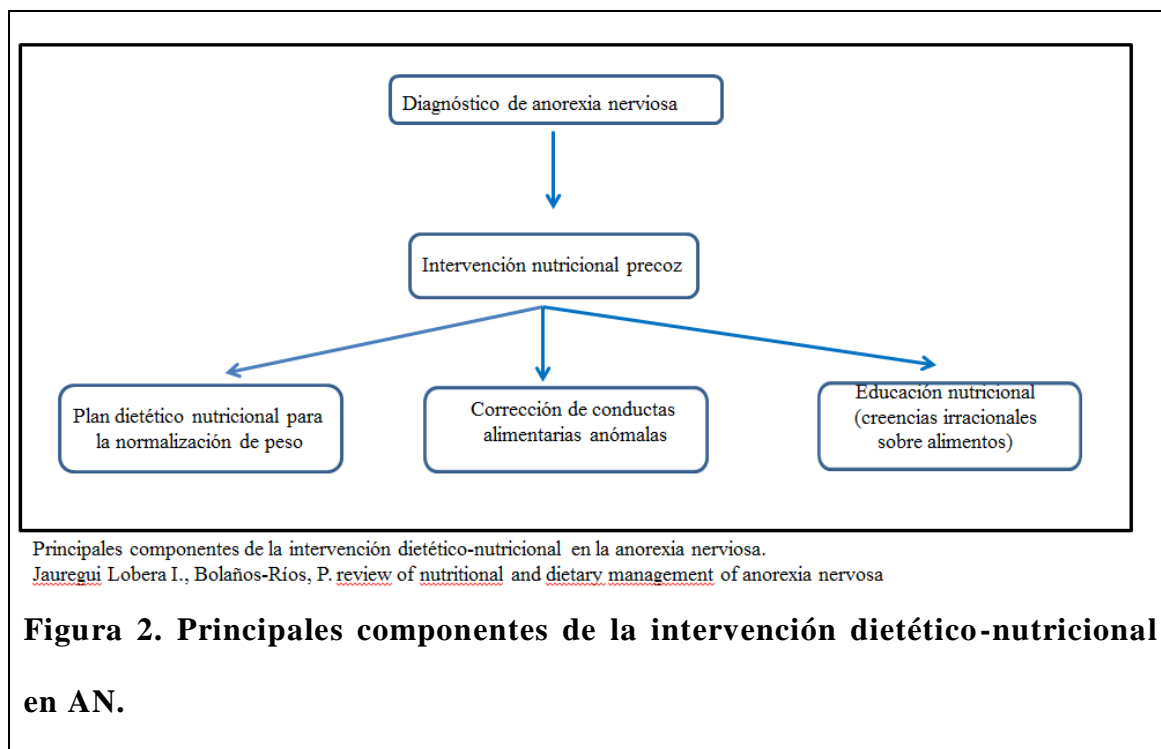 Diagnóstico de anorexia nerviosa
Intervención nutricional precoz
Plan dietético nutricional para
la normalización de peso
Corrección de conductas
alimentarias anómalas
Educación nutricional
(creencias irracionales
sobre alimentos)
Principales componentes de la intervención dietético-nutricional en la anorexia nerviosa.
Jauregui Lobera I., Bolaños-Ríos, P. review of nutritional and dietary management of anorexia nervosa
Figura 2. Principales componentes de la intervención dietético-nutricional
en AN.